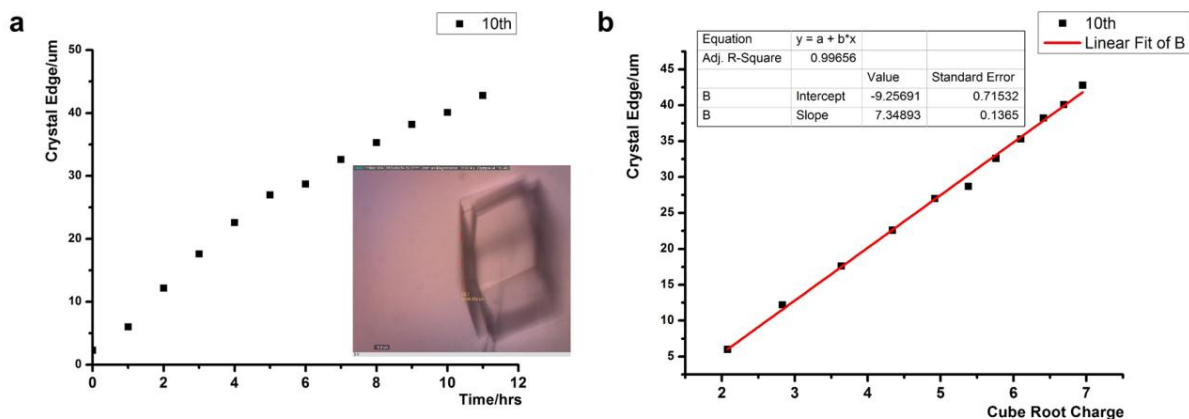 a
10th
50
40
30
20
10
0
Crystal Edge/um
0 2 4 6 8 10 12
Time/hrs
b
10th
Linear Fit of B
Equation y = a + b*x
Adj. R-Square 0.99656
Value Standard Error
B Intercept -9.25691 0.71532
B Slope 7.34893 0.1365
45
40
35
30
25
20
15
10
5
Crystal Edge/um
2 3 4 5 6 7
Cube Root Charge